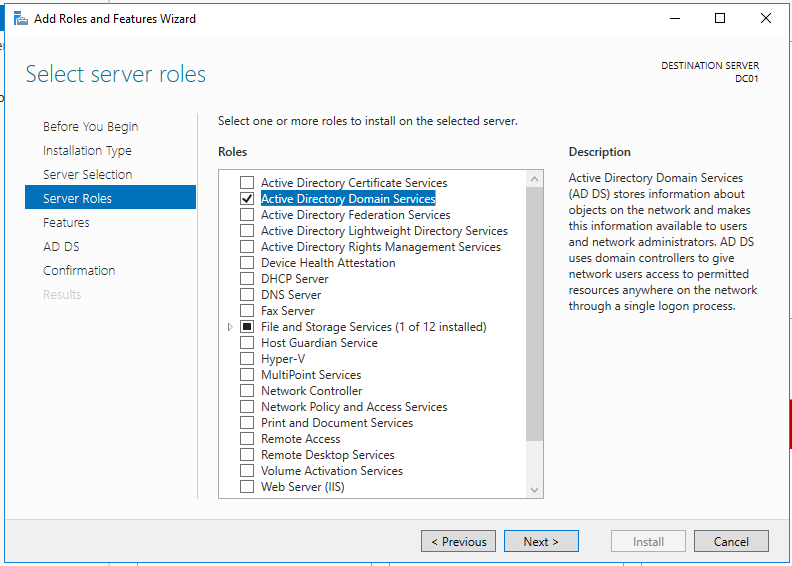 Add Roles and Features Wizard
Select server roles
DESTINATION SERVER
DC01
Before You Begin
Installation Type
Server Selection
Server Roles
Features
AD DS
Confirmation
Results
Select one or more roles to install on the selected server.
Roles
Active Directory Certificate Services
Active Directory Domain Services
Active Directory Federation Services
Active Directory Lightweight Directory Services
Active Directory Rights Management Services
Device Health Attestation
DHCP Server
DNS Server
Fax Server
File and Storage Services (1 of 12 installed)
Host Guardian Service
Hyper-V
MultiPoint Services
Network Controller
Network Policy and Access Services
Print and Document Services
Remote Access
Remote Desktop Services
Volume Activation Services
Web Server (IIS)
Description
Active Directory Domain Services
(AD DS) stores information about
objects on the network and makes
this information available to users
and network administrators. AD DS
uses domain controllers to give
network users access to permitted
resources anywhere on the network
through a single logon process.
< Previous
Next >
Install
Cancel